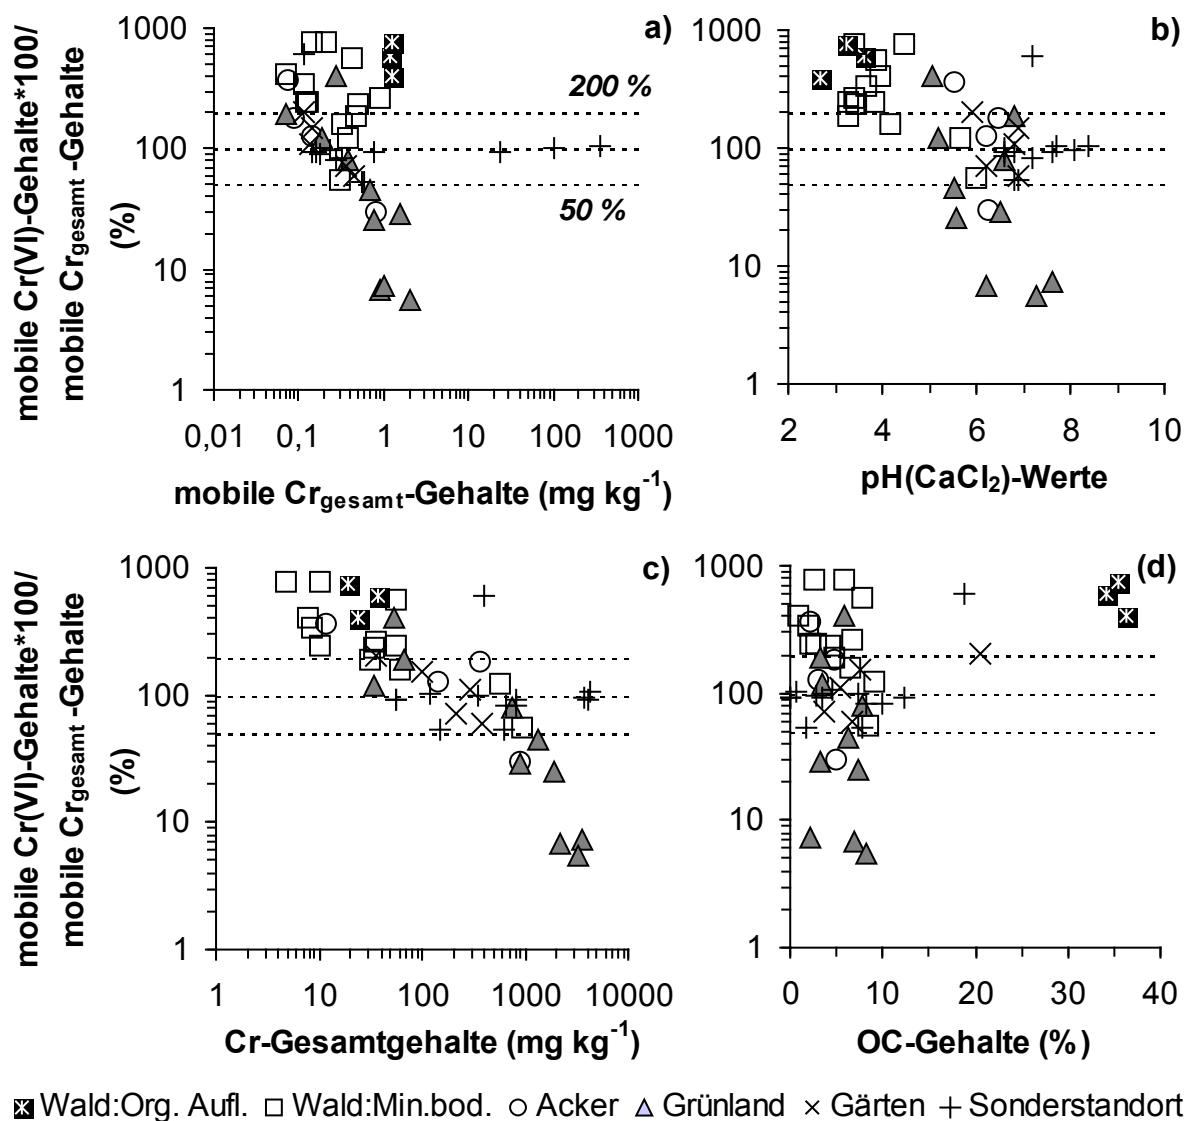 mobile Cr(VI)-Gehalte*100/
mobile Crgesamt -Gehalte
(%)
1000
100
10
1
a)
200 %
50 %
0,01 0,1 1 10 100 1000
mobile Crgesamt-Gehalte (mg kg-1)
1000
100
10
1
b)
2 4 6 8 10
pH(CaCl2)-Werte
mobile Cr(VI)-Gehalte*100/
mobile Crgesamt -Gehalte
(%)
1000
100
10
1
c)
1 10 100 1000 10000
Cr-Gesamtgehalte (mg kg-1)
1000
100
10
1
(d)
0 10 20 30 40
OC-Gehalte (%)
Wald:Org. Aufl. Wald:Min.bod. Acker Grünland Gärten Sonderstandort